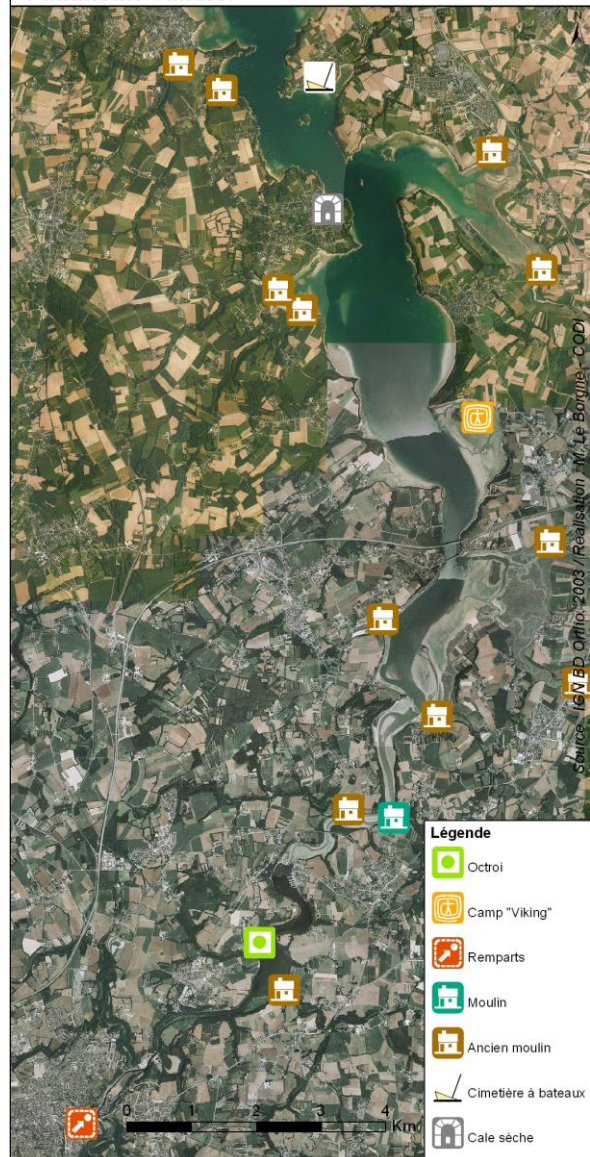 Légende
Octroi
Camp "Viking"
Remparts
Moulin
Ancien moulin
Cimetière à bateaux
Cale sèche
0 1 2 3 4
Km
Source : IGN BD Ortho, 2003 / Réalisation - M. Le Borgne - CODI